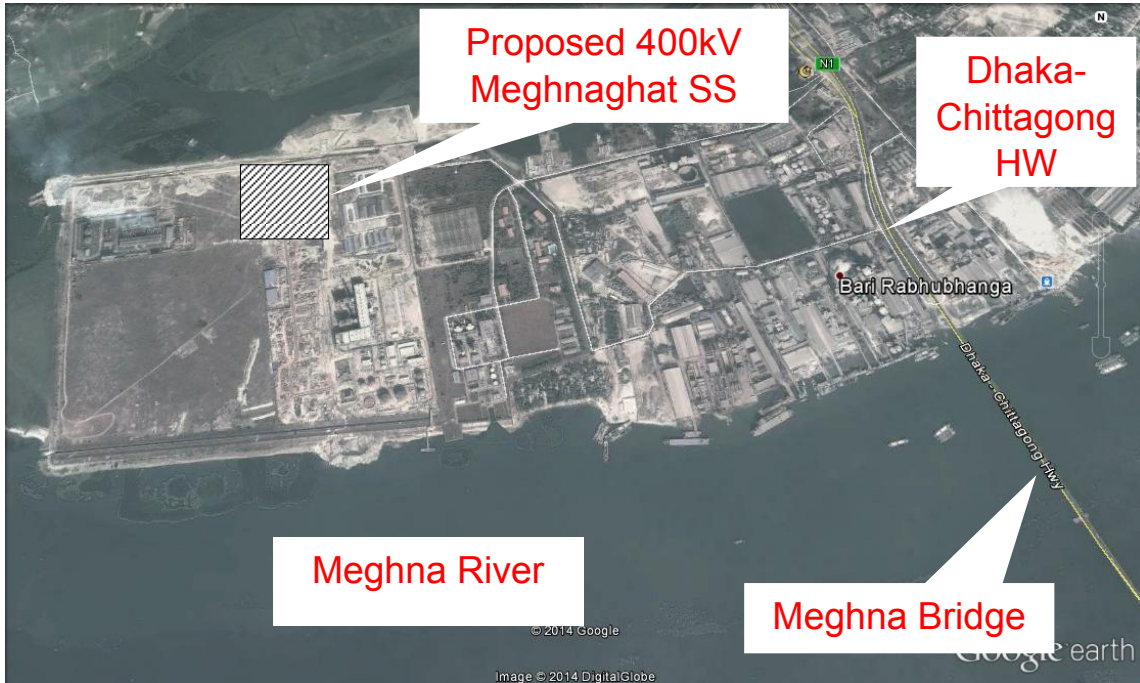 N
Proposed 400kV
Meghnaghat SS
N1
Dhaka-
Chittagong
HW
Bari Rabhubhanga
Dhaka - Chittagong Hwy
Meghna River
Meghna Bridge
© 2014 Google
Google earth
Image © 2014 DigitalGlobe